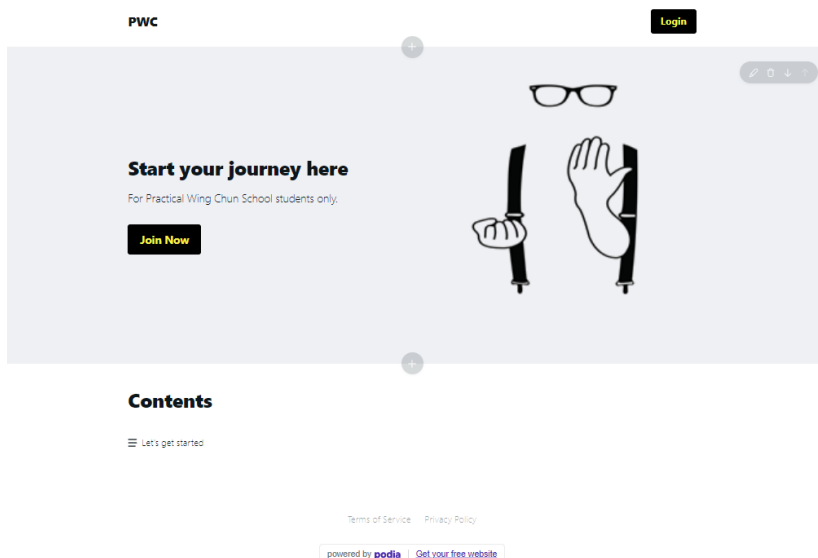 PWC
Login
Start your journey here
For Practical Wing Chun School students only.
Join Now
Contents
Let's get started
Terms of Service Privacy Policy
powered by podia | Get your free website